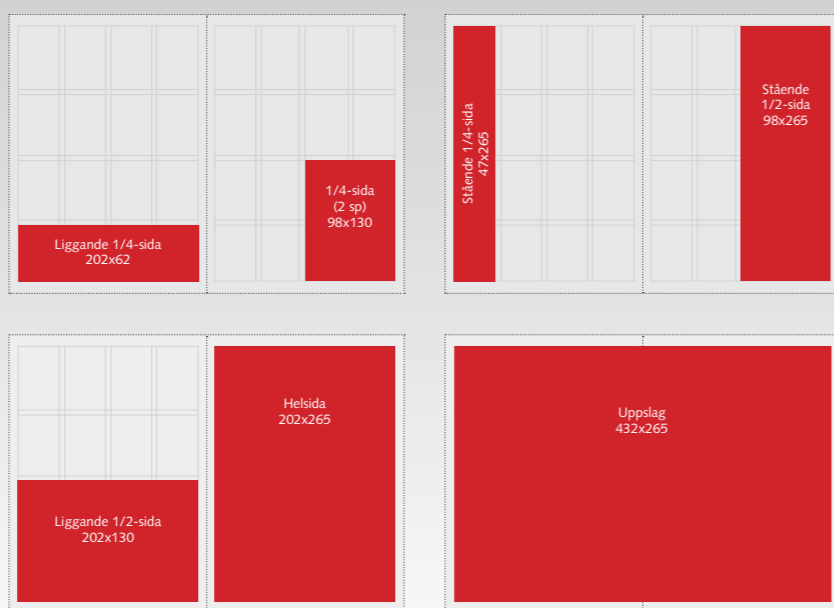 Liggande 1/4-sida
202x62
1/4-sida
(2 sp)
98x130
Stående 1/4-sida
47x265
Stående
1/2-sida
98x265
Liggande 1/2-sida
202x130
Helsida
202x265
Uppslag
432x265